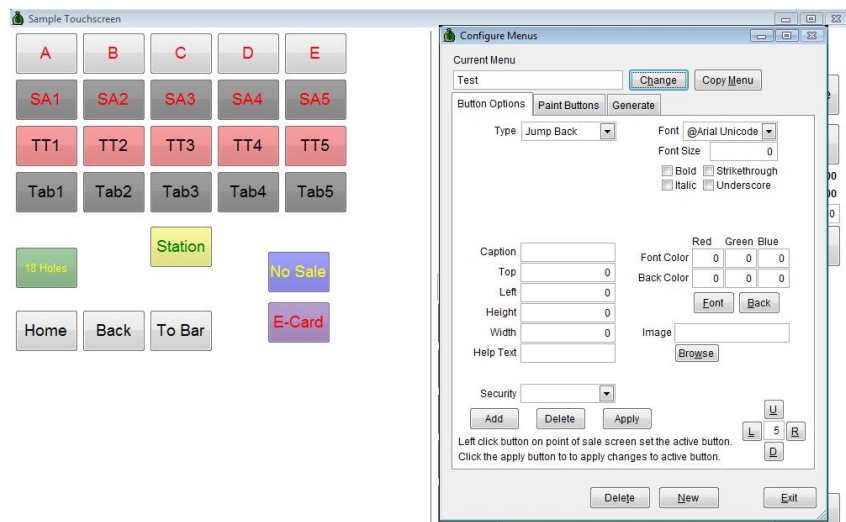 Sample Touchscreen
A B C D E
SA1 SA2 SA3 SA4 SA5
TT1 TT2 TT3 TT4 TT5
Tab1 Tab2 Tab3 Tab4 Tab5
18 Holes Station No Sale
Home Back To Bar E-Card
Configure Menus
Current Menu
Test Change Copy Menu
Button Options Paint Buttons Generate
Type Jump Back Font @Arial Unicode
Font Size 0
Bold Strikethrough
Italic Underscore
Red Green Blue
Caption Font Color 0 0 0
Top 0 Back Color 0 0 0
Left 0 Font Back
Height 0
Width 0 Image
Help Text Browse
Security
Add Delete Apply
U
L 5 R
D
Left click button on point of sale screen set the active button.
Click the apply button to to apply changes to active button.
Delete New Exit